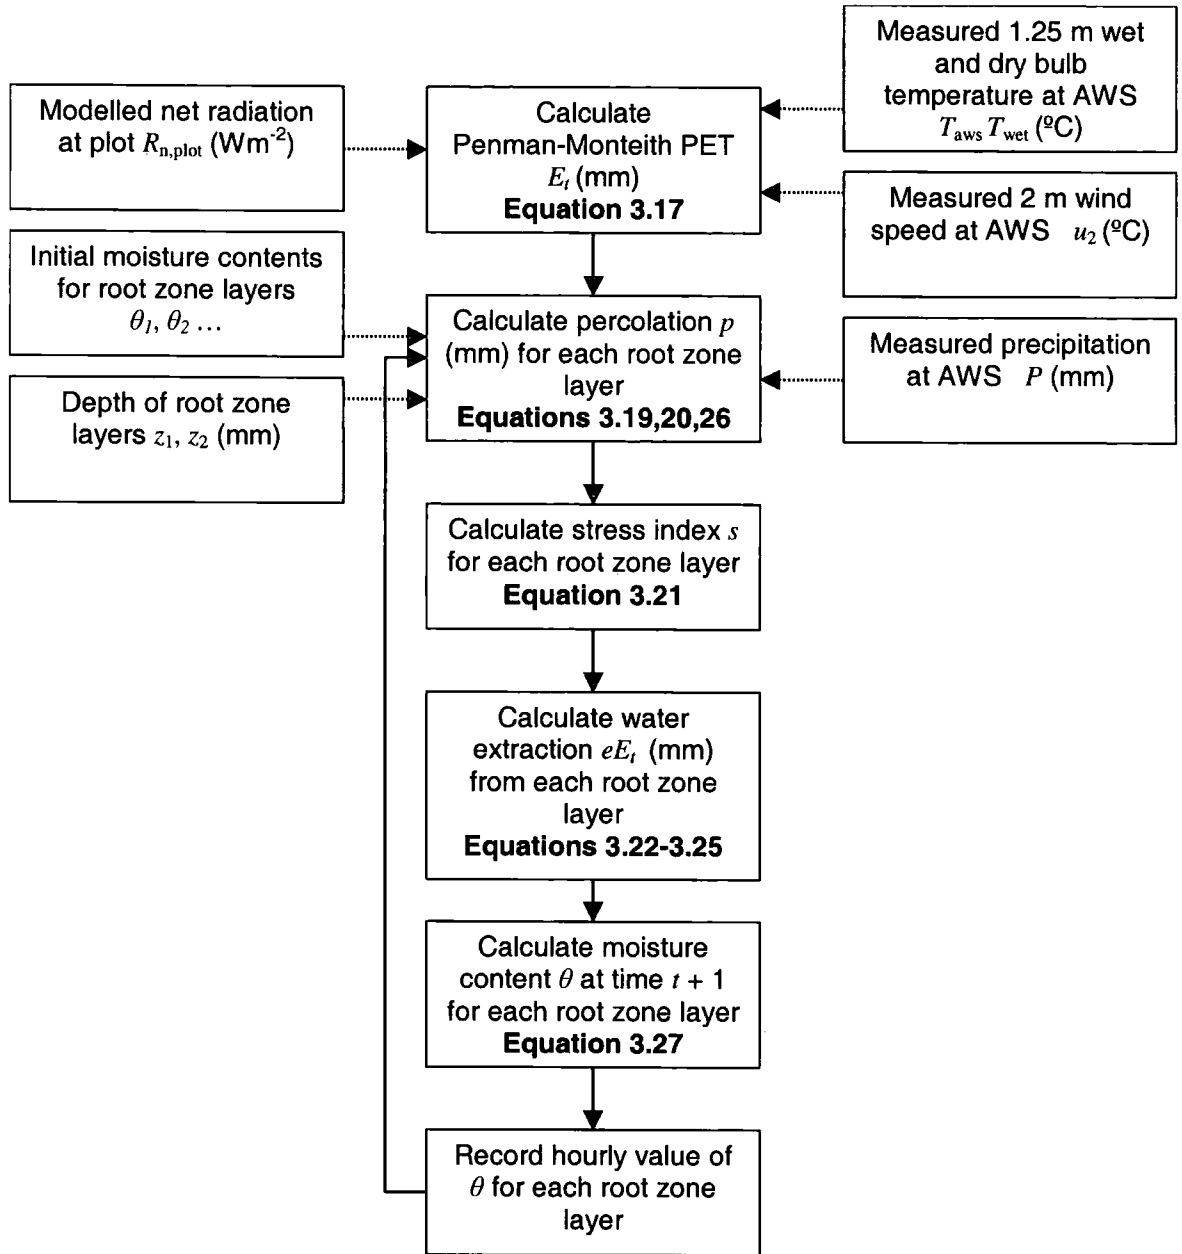 Modelled net radiation
at plot Rn,plot (Wm-2)
Initial moisture contents
for root zone layers
θ1, θ2 ...
Depth of root zone
layers z1, z2 (mm)
Calculate
Penman-Monteith PET
Et (mm)
Equation 3.17
Calculate percolation p
(mm) for each root zone
layer
Equations 3.19,20,26
Calculate stress index s
for each root zone layer
Equation 3.21
Calculate water
extraction eEt (mm)
from each root zone
layer
Equations 3.22-3.25
Calculate moisture
content θ at time t + 1
for each root zone layer
Equation 3.27
Record hourly value of
θ for each root zone
layer
Measured 1.25 m wet
and dry bulb
temperature at AWS
Taws Twet (ºC)
Measured 2 m wind
speed at AWS u2 (ºC)
Measured precipitation
at AWS P (mm)